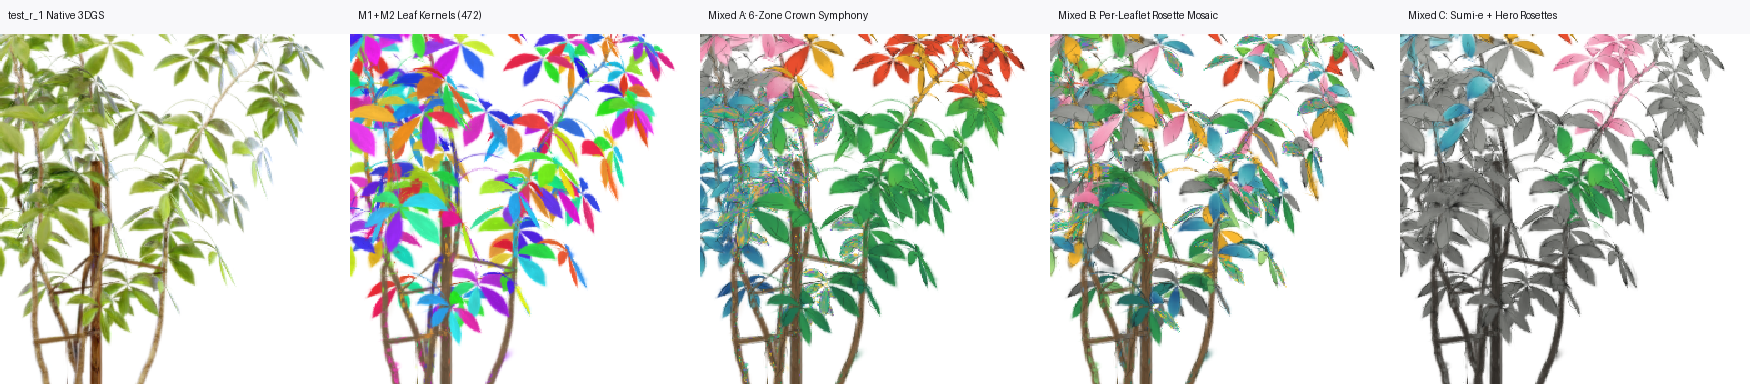 test_r_1 Native 3DGS
M1+M2 Leaf Kernels (472)
Mixed A: 6-Zone Crown Symphony
Mixed B: Per-Leaflet Rosette Mosaic
Mixed C: Sumi-e + Hero Rosettes